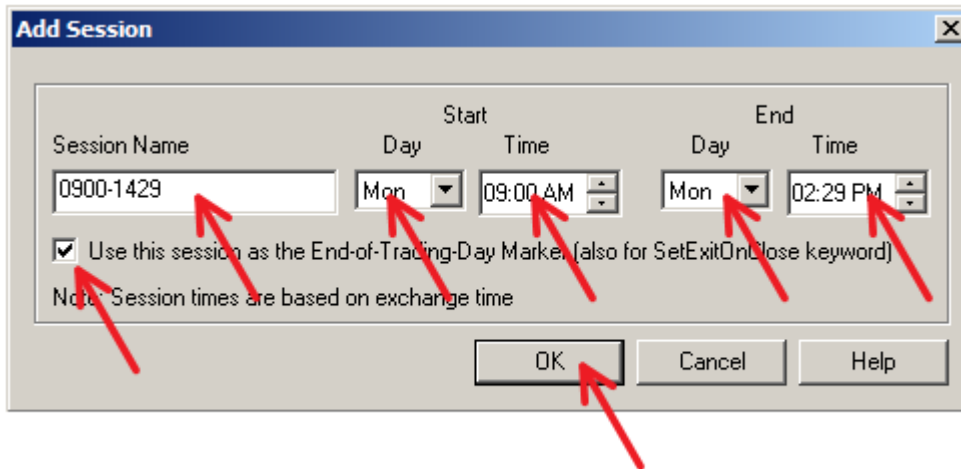 Add Session
Start End
Session Name Day Time Day Time
0900-1429 Mon 09:00 AM Mon 02:29 PM
Use this session as the End-of-Trading-Day Marker (also for SetExitOnClose keyword)
Note: Session times are based on exchange time
OK Cancel Help